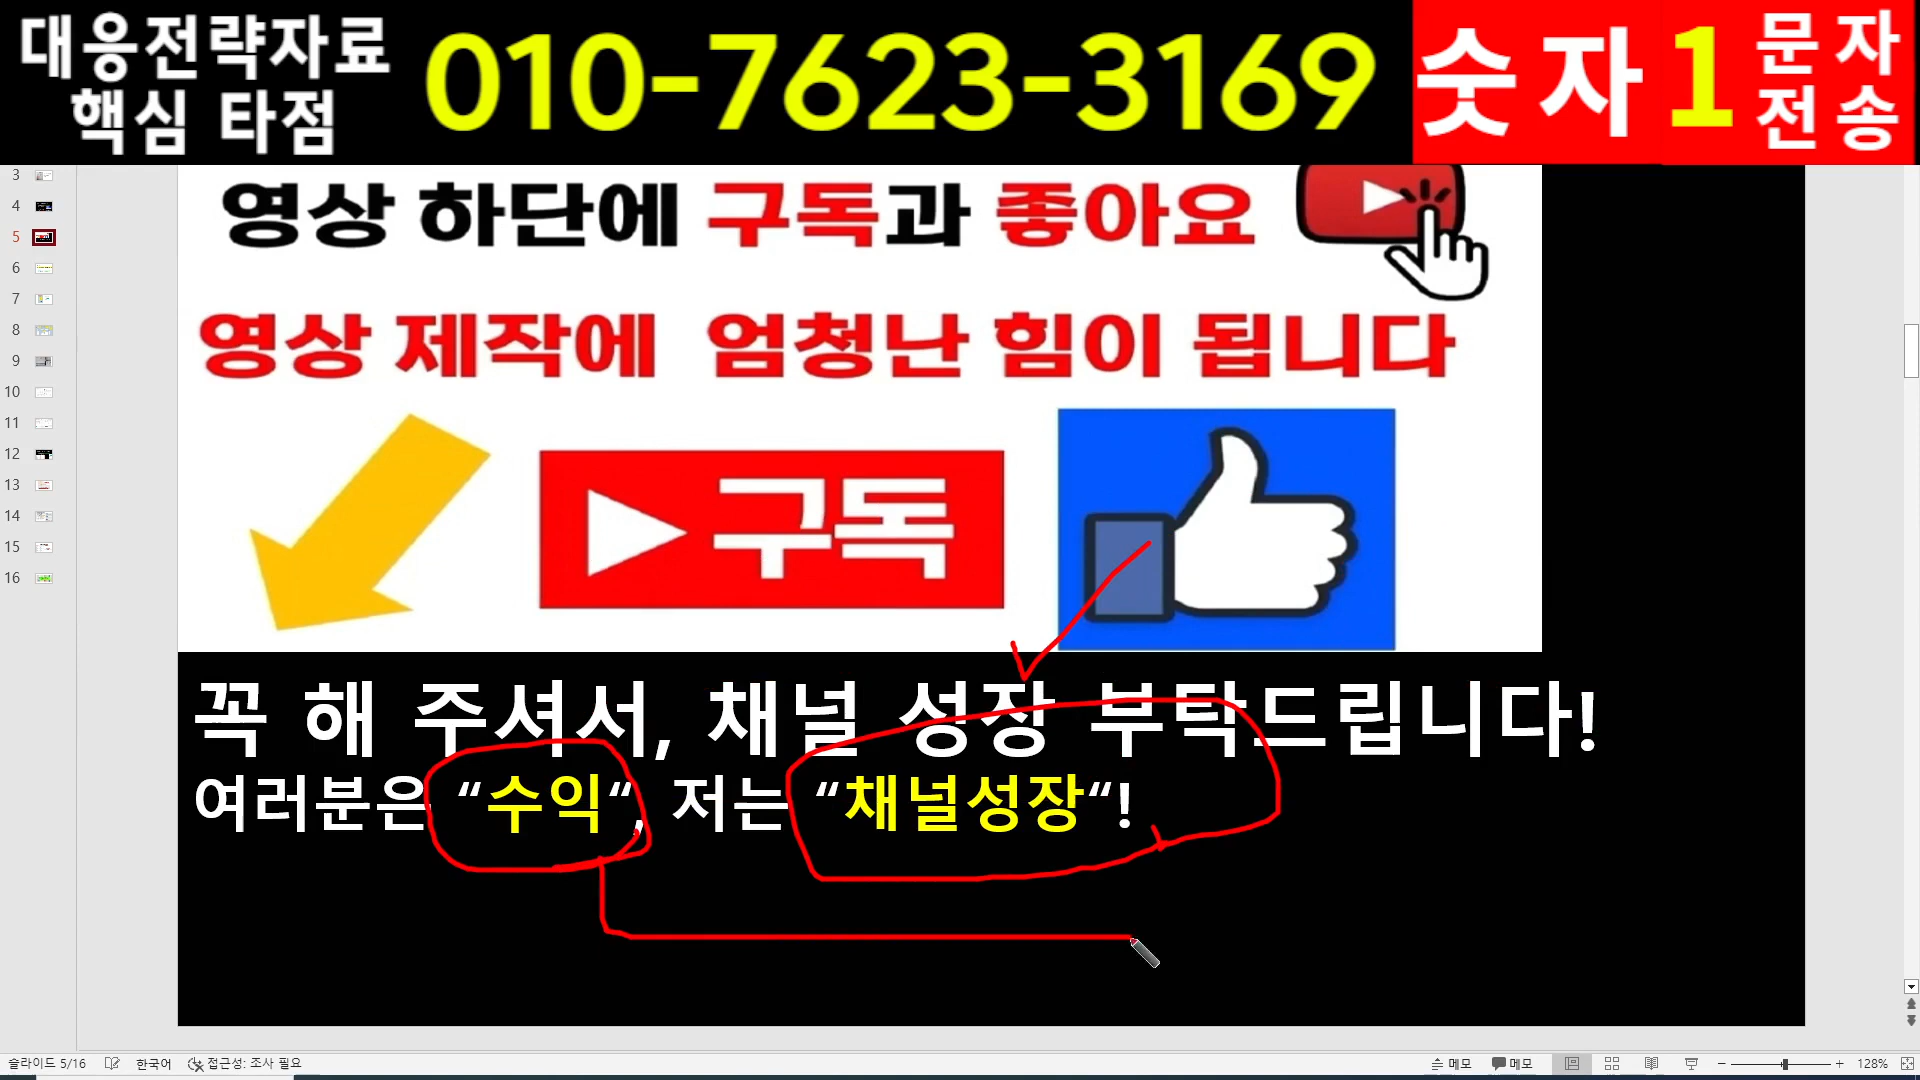 대응전략자료
핵심 타점
010-7623-3169
숫자1
문자
전송
영상 하단에 구독과 좋아요
영상 제작에 엄청난 힘이 됩니다
구독
꼭 해 주셔서, 채널 성장 부탁드립니다!
여러분은 “수익“, 저는 “채널성장“!
3
4
5
6
7
8
9
10
11
12
13
14
15
16
슬라이드 5/16 한국어 접근성: 조사 필요 메모 메모 128%